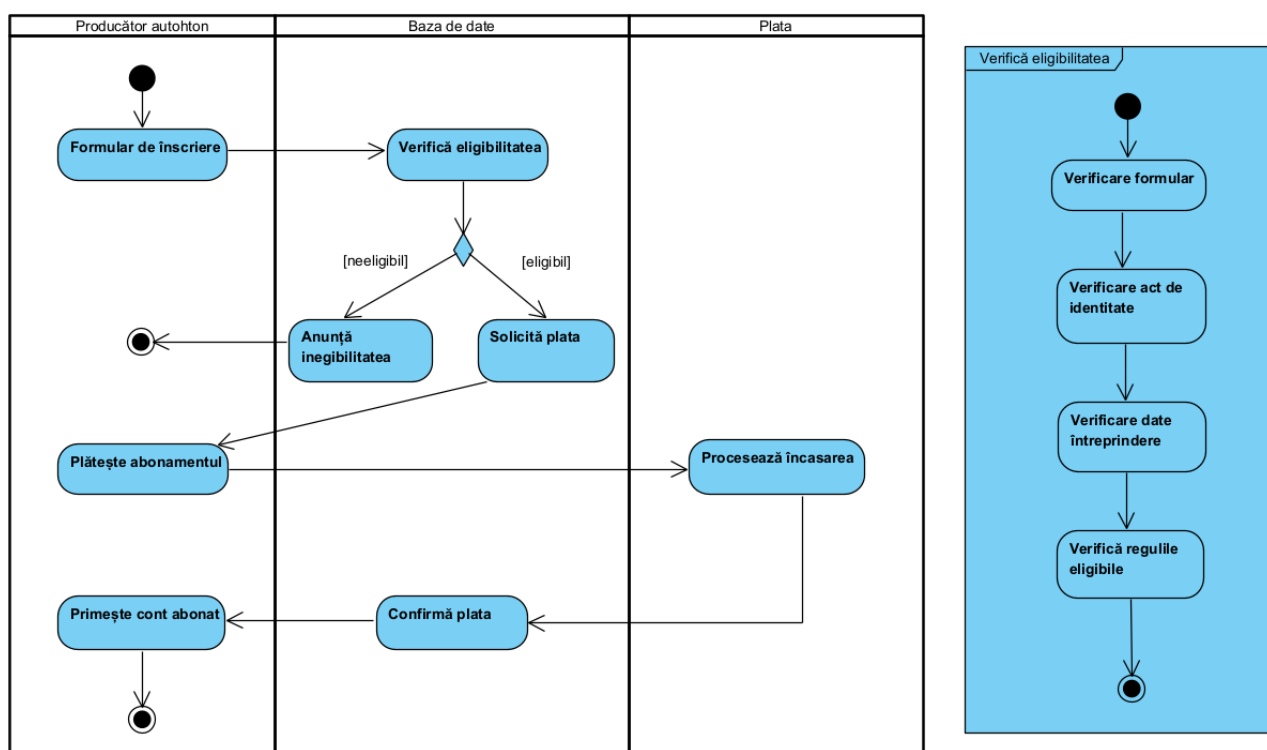 Producător autohton
Baza de date
Plata
Formular de înscriere
Verifică eligibilitatea
[neeligibil]
[eligibil]
Anunță
inegibilitatea
Solicită plata
Plătește abonamentul
Procesează încasarea
Primește cont abonat
Confirmă plata
Verifică eligibilitatea
Verificare formular
Verificare act de
identitate
Verificare date
întreprindere
Verifică regulile
eligibile